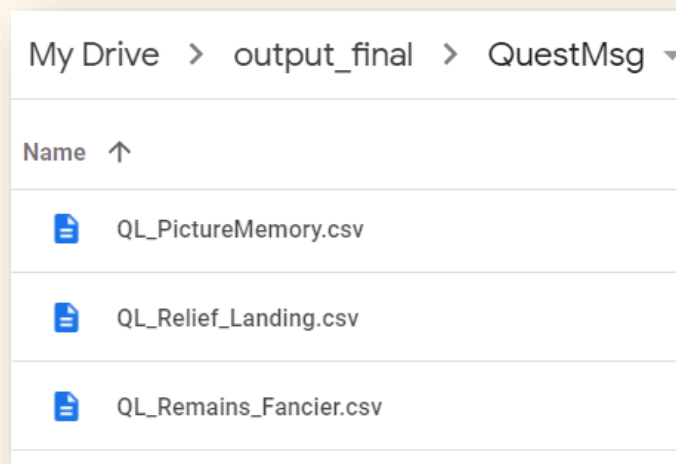 My Drive > output_final > QuestMsg
Name
QL_PictureMemory.csv
QL_Relief_Landing.csv
QL_Remains_Fancier.csv